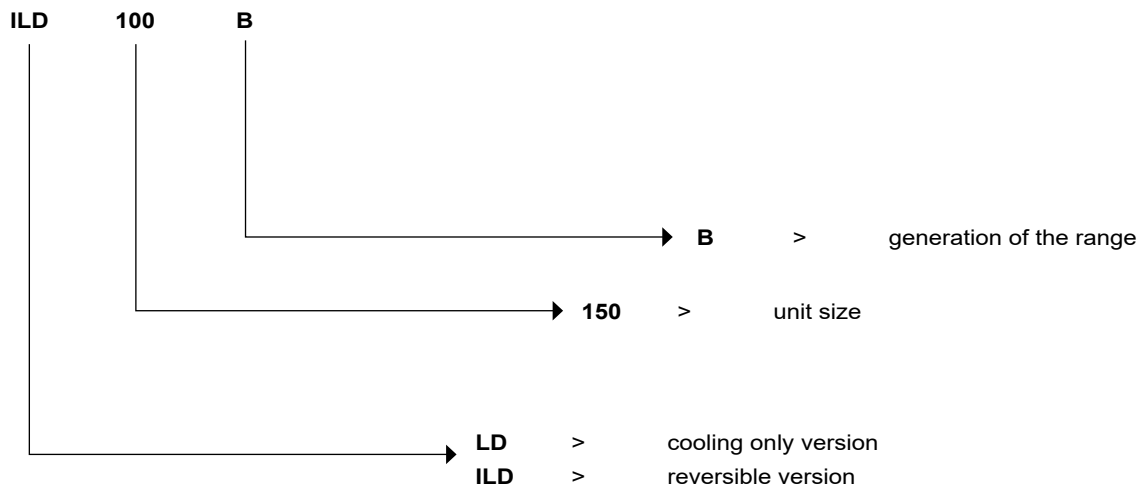 ILD 100 B
B > generation of the range
150 > unit size
LD > cooling only version
ILD > reversible version